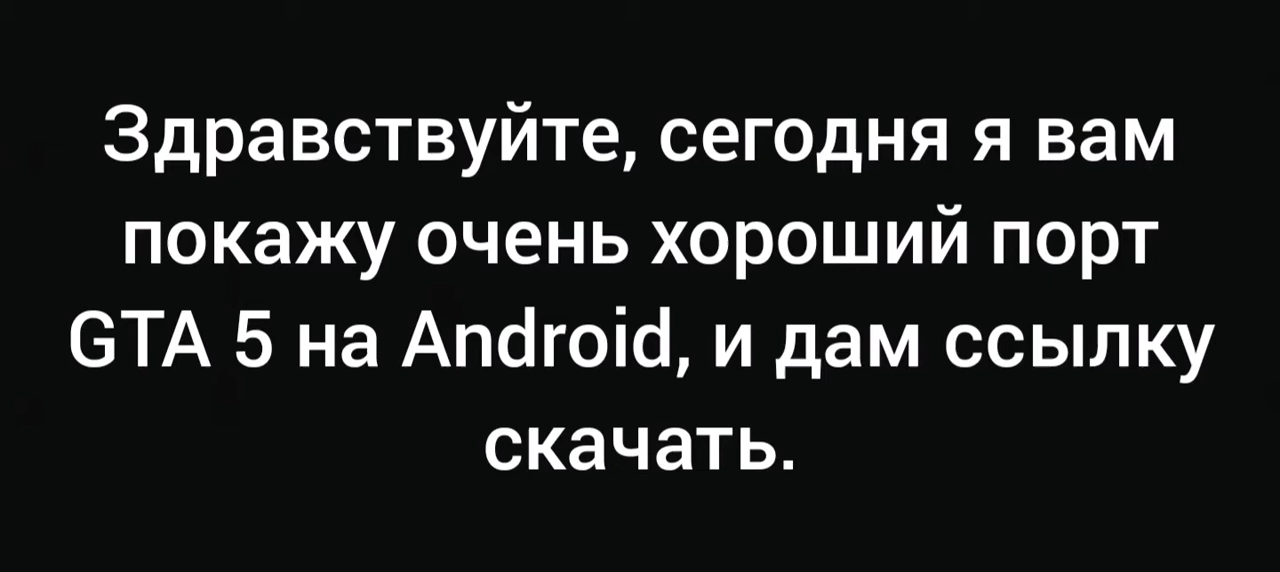 Здравствуйте, сегодня я вам
покажу очень хороший порт
GTA 5 на Android, и дам ссылку
скачать.